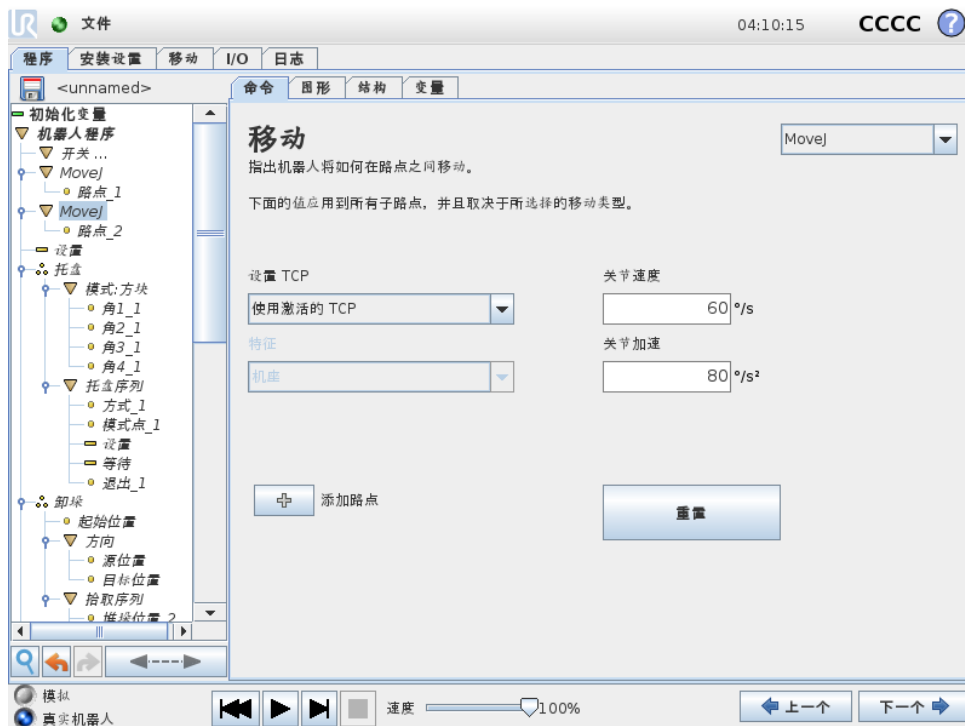 UR 文件 04:10:15 CCCC ?
程序 安装设置 移动 I/O 日志
<unnamed>
命令 图形 结构 变量
初始化变量
机器人程序
开关 ...
MoveJ
路点_1
MoveJ
路点_2
设置
托盘
模式:方块
角1_1
角2_1
角3_1
角4_1
托盘序列
方式_1
模式点_1
设置
等待
退出_1
卸垛
起始位置
方向
源位置
目标位置
拾取序列
堆垛位置_2
移动
MoveJ
指出机器人将如何在路点之间移动。
下面的值应用到所有子路点，并且取决于所选择的移动类型。
设置 TCP
使用激活的 TCP
特征
机座
关节速度
60 °/s
关节加速
80 °/s²
添加路点
重置
模拟
真实机器人
速度 100%
上一个
下一个